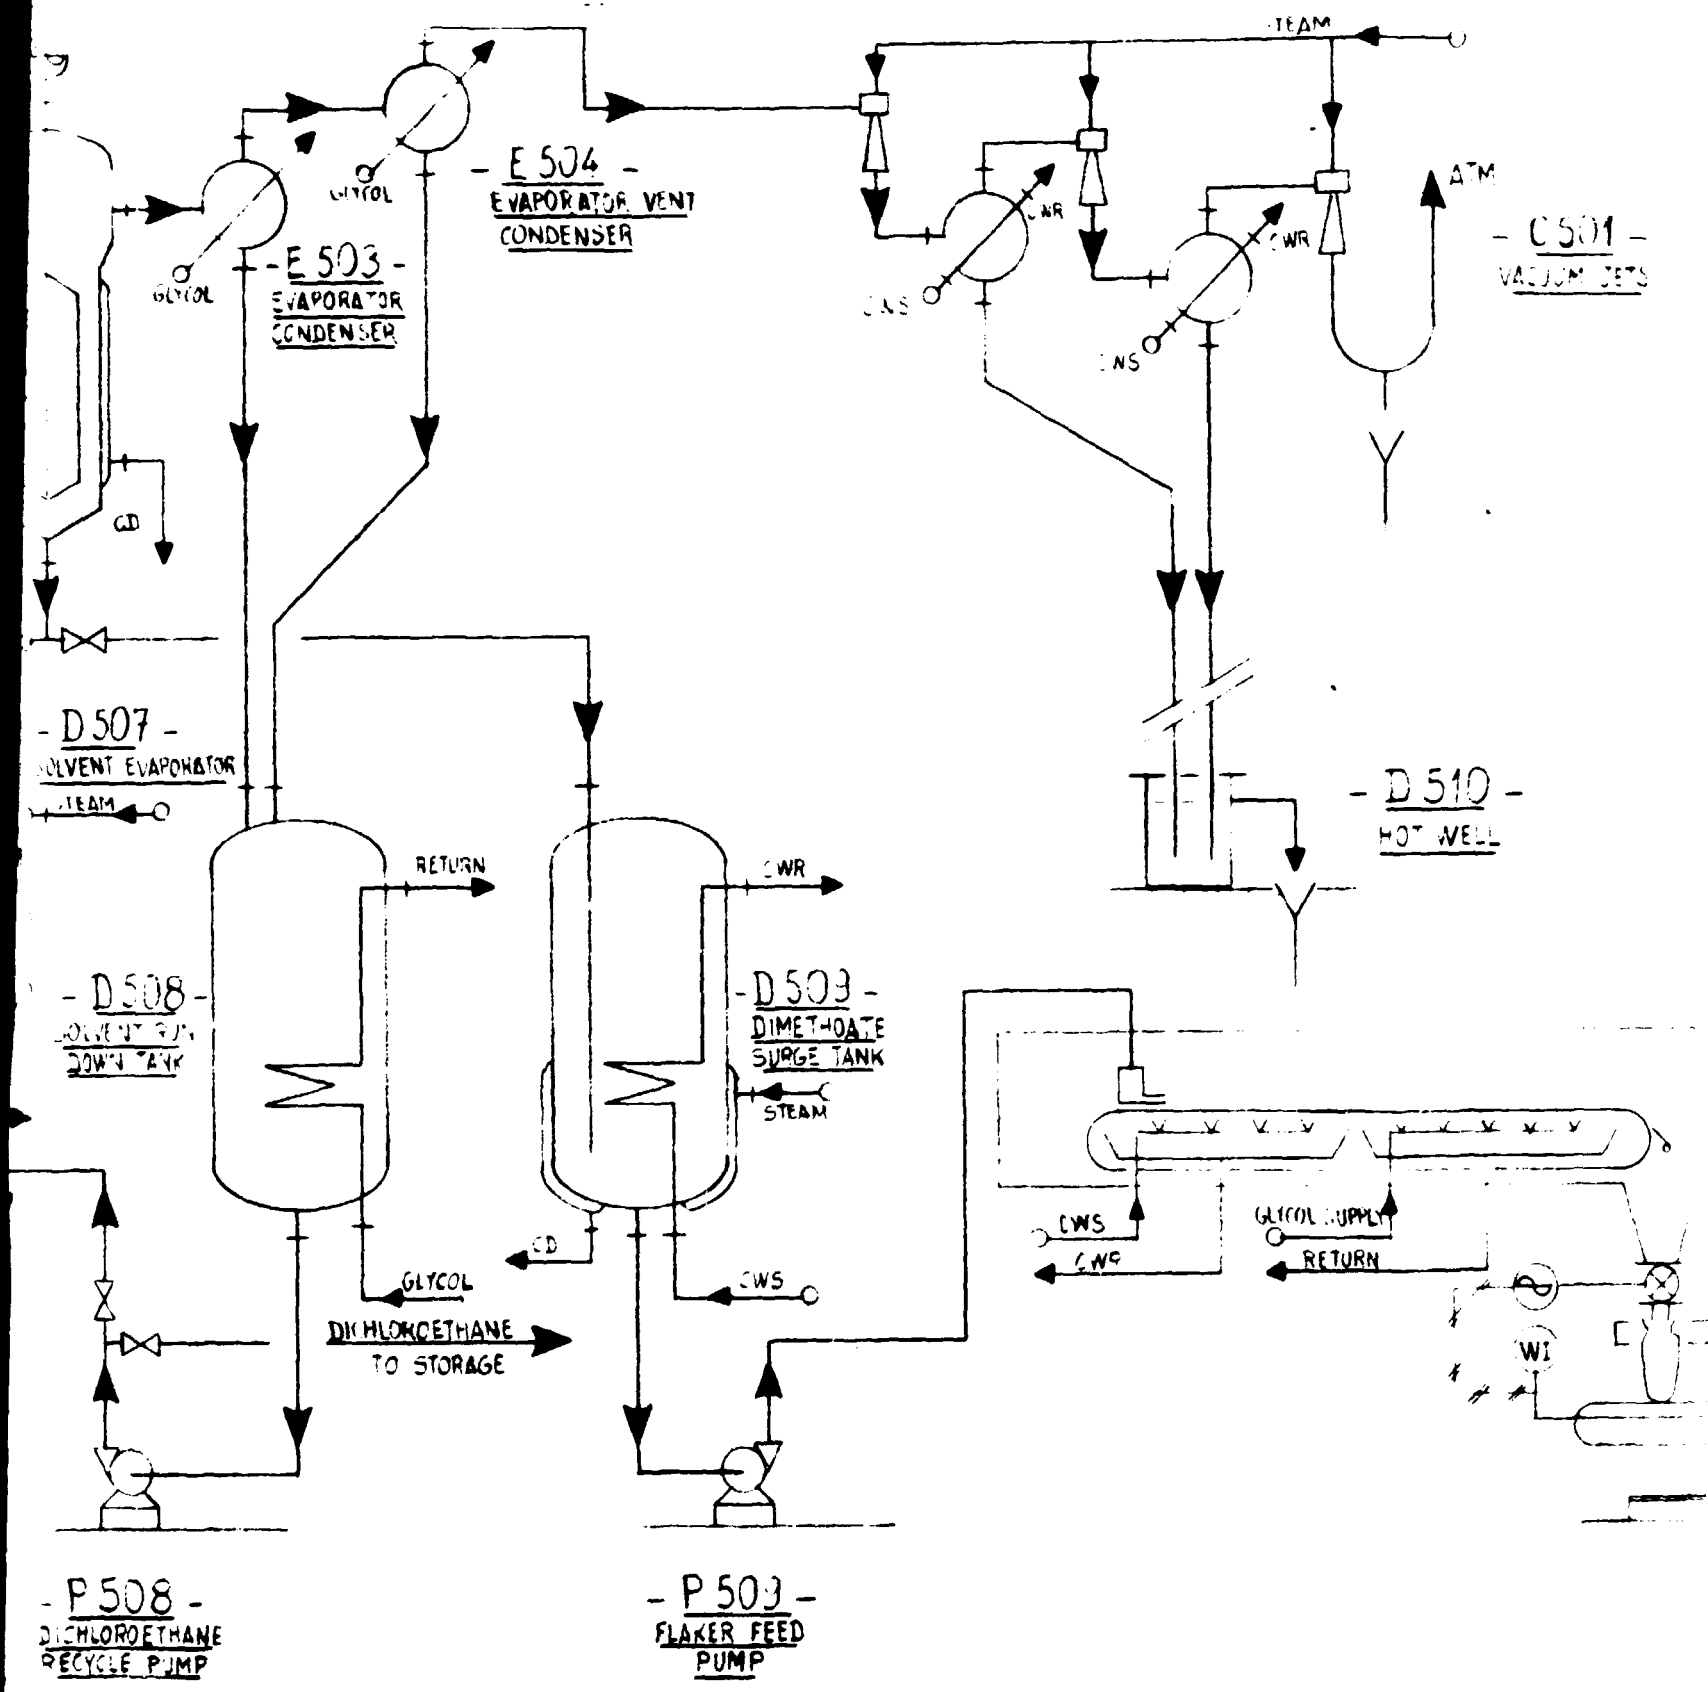 STEAM
- E 504 -
EVAPORATOR VENT
CONDENSER
GLYCOL
ATM
CWR
- C 501 -
VACUUM JETS
CWR
- E 503 -
EVAPORATOR
CONDENSER
GLYCOL
CWS
CWS
CD
- D 507 -
SOLVENT EVAPORATOR
STEAM
- D 510 -
HOT WELL
RETURN
CWR
- D 508 -
SOLVENT RUN
DOWN TANK
- D 509 -
DIMETHOATE
SURGE TANK
STEAM
CWS
CWR
GLYCOL SUPPLY
RETURN
CD
GLYCOL
CWS
DICHLOROETHANE
TO STORAGE
WI
- P 508 -
DICHLOROETHANE
RECYCLE PUMP
- P 509 -
FLAKER FEED
PUMP